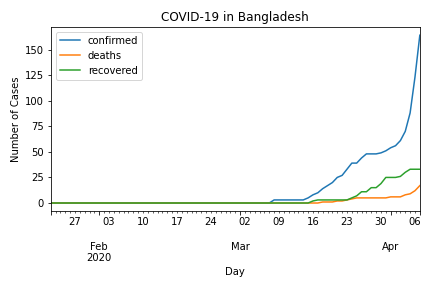 COVID-19 in Bangladesh
confirmed
deaths
recovered
Number of Cases
150
125
100
75
50
25
0
27 03 10 17 24 02 09 16 23 30 06
Feb Mar Apr
2020
Day